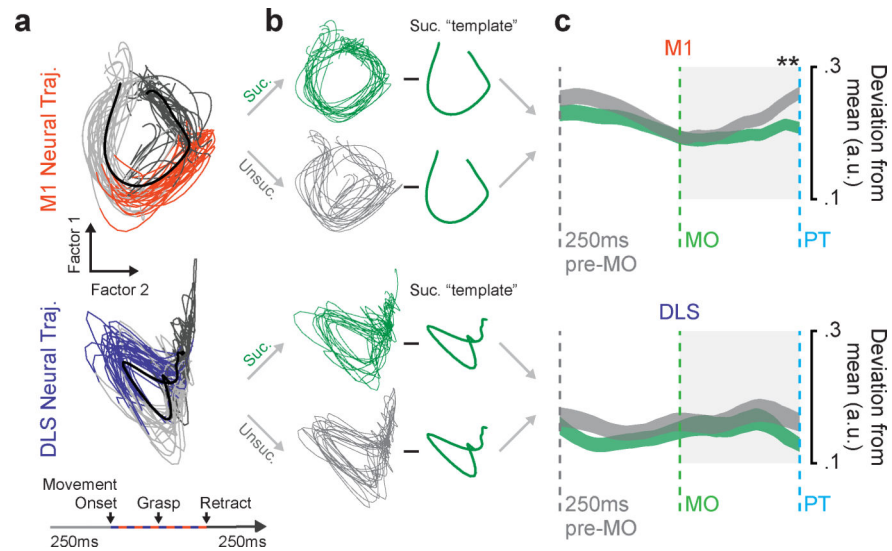 a
M1 Neural Traj.
Factor 1
Factor 2
DLS Neural Traj.
Movement
Onset
Grasp
Retract
250ms
250ms
b
Suc. "template"
Suc.
Unsuc.
Suc. "template"
Suc.
Unsuc.
c
M1
**
.3
.1
Deviation from
mean (a.u.)
250ms
pre-MO
MO
PT
DLS
.3
.1
Deviation from
mean (a.u.)
250ms
pre-MO
MO
PT